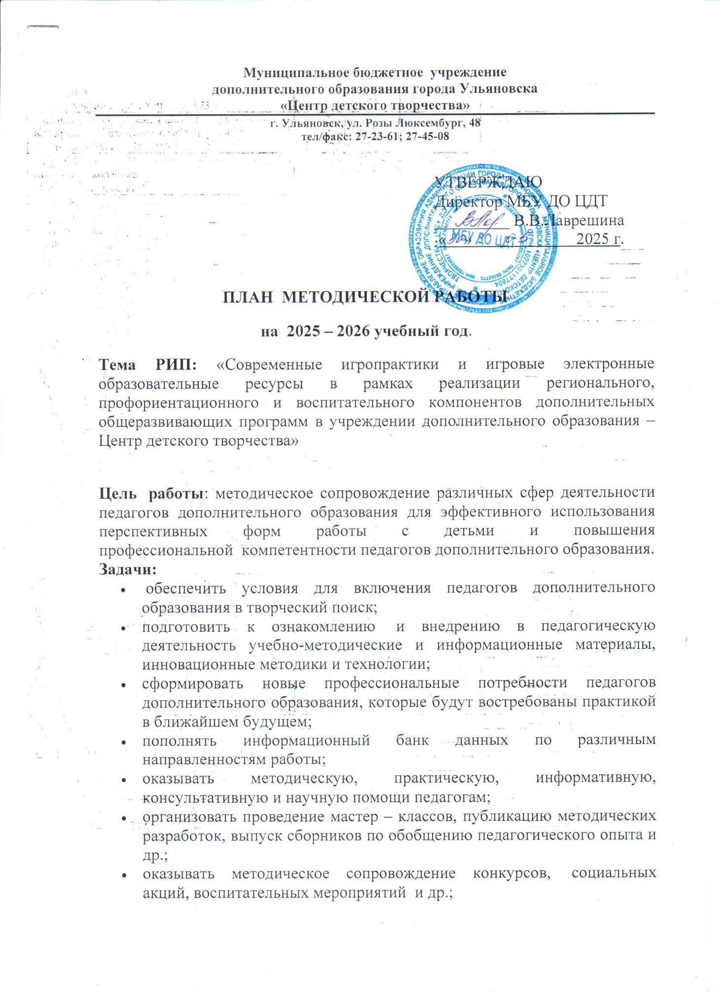 Муниципальное бюджетное учреждение
дополнительного образования города Ульяновска
«Центр детского творчества»
г. Ульяновск, ул. Розы Люксембург, 48
тел/факс: 27-23-61; 27-45-08
УТВЕРЖДАЮ
Директор МБУ ДО ЦДТ
В.В.Лаврешина
« » 2025 г.
МБУ ДО ЦДТ
ПЛАН МЕТОДИЧЕСКОЙ РАБОТЫ
на 2025 – 2026 учебный год.
Тема РИП: «Современные игропрактики и игровые электронные
образовательные ресурсы в рамках реализации регионального,
профориентационного и воспитательного компонентов дополнительных
общеразвивающих программ в учреждении дополнительного образования –
Центр детского творчества»
Цель работы: методическое сопровождение различных сфер деятельности
педагогов дополнительного образования для эффективного использования
перспективных форм работы с детьми и повышения
профессиональной компетентности педагогов дополнительного образования.
Задачи:
• обеспечить условия для включения педагогов дополнительного
образования в творческий поиск;
• подготовить к ознакомлению и внедрению в педагогическую
деятельность учебно-методические и информационные материалы,
инновационные методики и технологии;
• сформировать новые профессиональные потребности педагогов
дополнительного образования, которые будут востребованы практикой
в ближайшем будущем;
• пополнять информационный банк данных по различным
направленностям работы;
• оказывать методическую, практическую, информативную,
консультативную и научную помощи педагогам;
• организовать проведение мастер – классов, публикацию методических
разработок, выпуск сборников по обобщению педагогического опыта и
др.;
• оказывать методическое сопровождение конкурсов, социальных
акций, воспитательных мероприятий и др.;